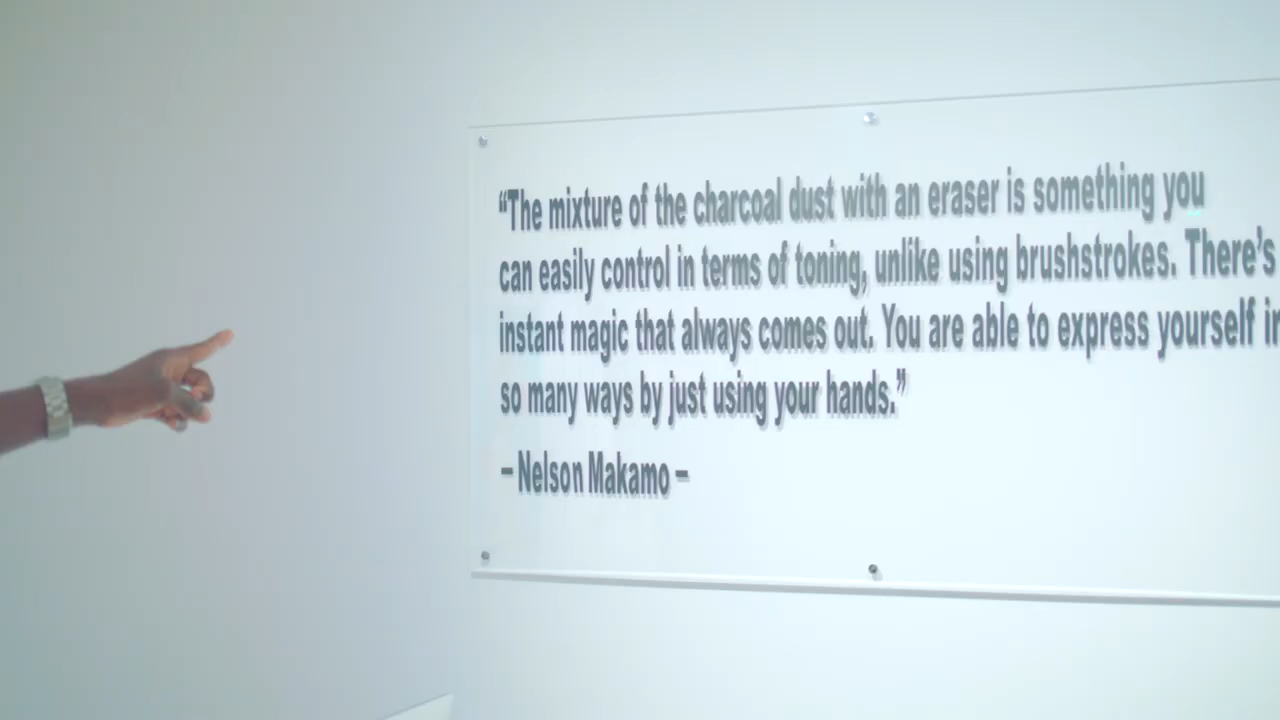 “The mixture of the charcoal dust with an eraser is something you
can easily control in terms of toning, unlike using brushstrokes. There’s
instant magic that always comes out. You are able to express yourself in
so many ways by just using your hands.”
– Nelson Makamo –